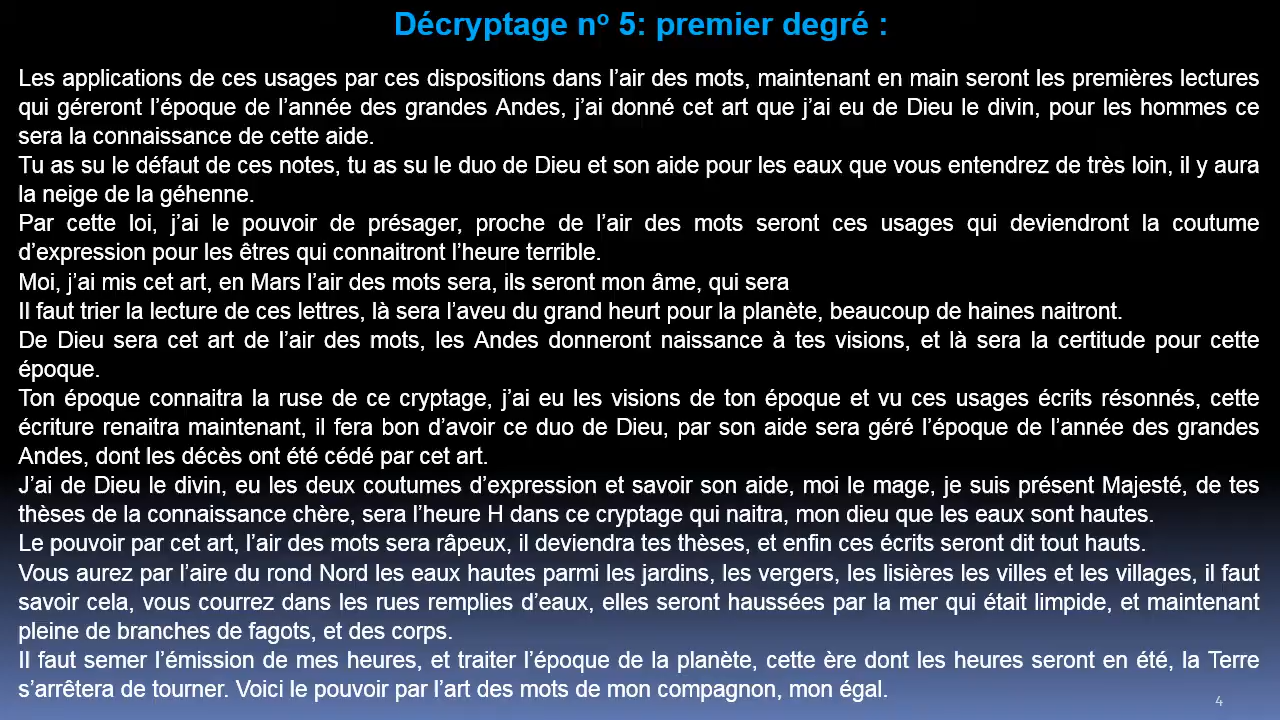 Décryptage nº 5: premier degré :
Les applications de ces usages par ces dispositions dans l’air des mots, maintenant en main seront les premières lectures
qui géreront l’époque de l’année des grandes Andes, j’ai donné cet art que j’ai eu de Dieu le divin, pour les hommes ce
sera la connaissance de cette aide.
Tu as su le défaut de ces notes, tu as su le duo de Dieu et son aide pour les eaux que vous entendrez de très loin, il y aura
la neige de la géhenne.
Par cette loi, j’ai le pouvoir de présager, proche de l’air des mots seront ces usages qui deviendront la coutume
d’expression pour les êtres qui connaitront l’heure terrible.
Moi, j’ai mis cet art, en Mars l’air des mots sera, ils seront mon âme, qui sera
Il faut trier la lecture de ces lettres, là sera l’aveu du grand heurt pour la planète, beaucoup de haines naitront.
De Dieu sera cet art de l’air des mots, les Andes donneront naissance à tes visions, et là sera la certitude pour cette
époque.
Ton époque connaitra la ruse de ce cryptage, j’ai eu les visions de ton époque et vu ces usages écrits résonnés, cette
écriture renaitra maintenant, il fera bon d’avoir ce duo de Dieu, par son aide sera géré l’époque de l’année des grandes
Andes, dont les décès ont été cédé par cet art.
J’ai de Dieu le divin, eu les deux coutumes d’expression et savoir son aide, moi le mage, je suis présent Majesté, de tes
thèses de la connaissance chère, sera l’heure H dans ce cryptage qui naitra, mon dieu que les eaux sont hautes.
Le pouvoir par cet art, l’air des mots sera râpeux, il deviendra tes thèses, et enfin ces écrits seront dit tout hauts.
Vous aurez par l’aire du rond Nord les eaux hautes parmi les jardins, les vergers, les lisières les villes et les villages, il faut
savoir cela, vous courrez dans les rues remplies d’eaux, elles seront haussées par la mer qui était limpide, et maintenant
pleine de branches de fagots, et des corps.
Il faut semer l’émission de mes heures, et traiter l’époque de la planète, cette ère dont les heures seront en été, la Terre
s’arrêtera de tourner. Voici le pouvoir par l’art des mots de mon compagnon, mon égal.
4